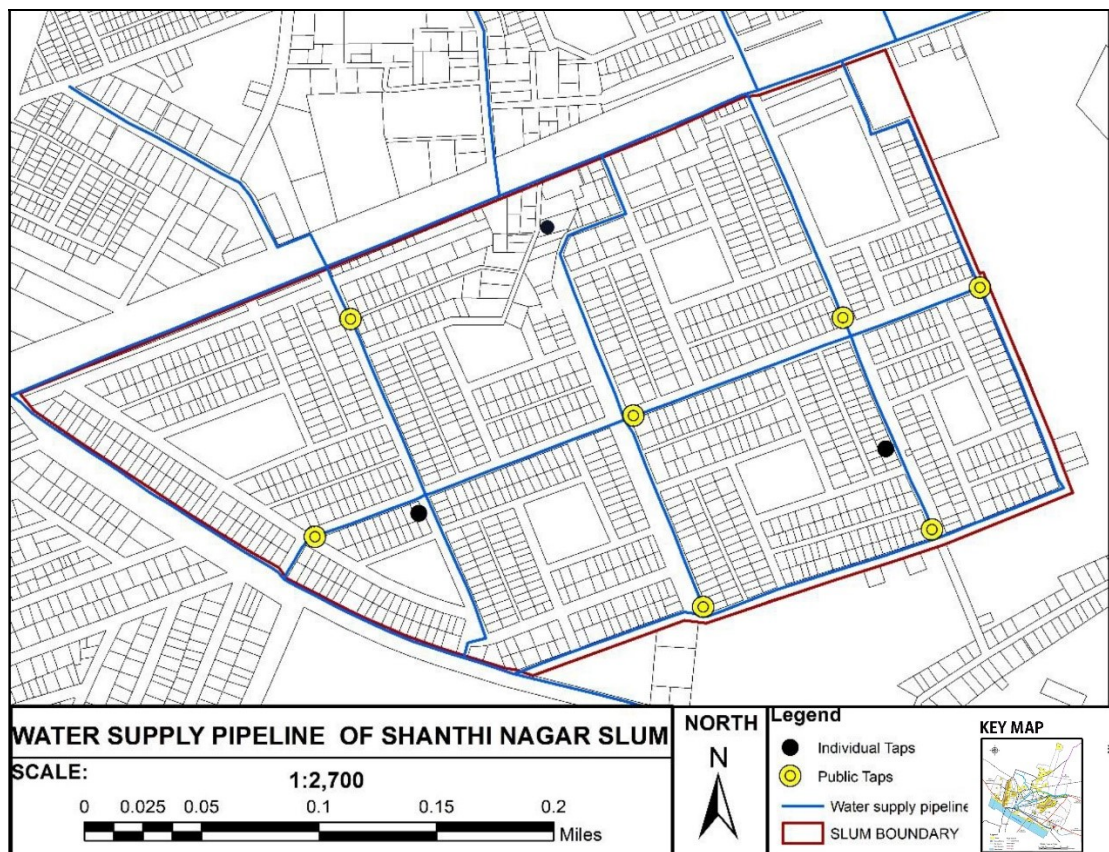 WATER SUPPLY PIPELINE OF SHANTHI NAGAR SLUM
SCALE:
1:2,700
0 0.025 0.05 0.1 0.15 0.2
Miles
NORTH
N
Legend
Individual Taps
Public Taps
Water supply pipeline
SLUM BOUNDARY
KEY MAP